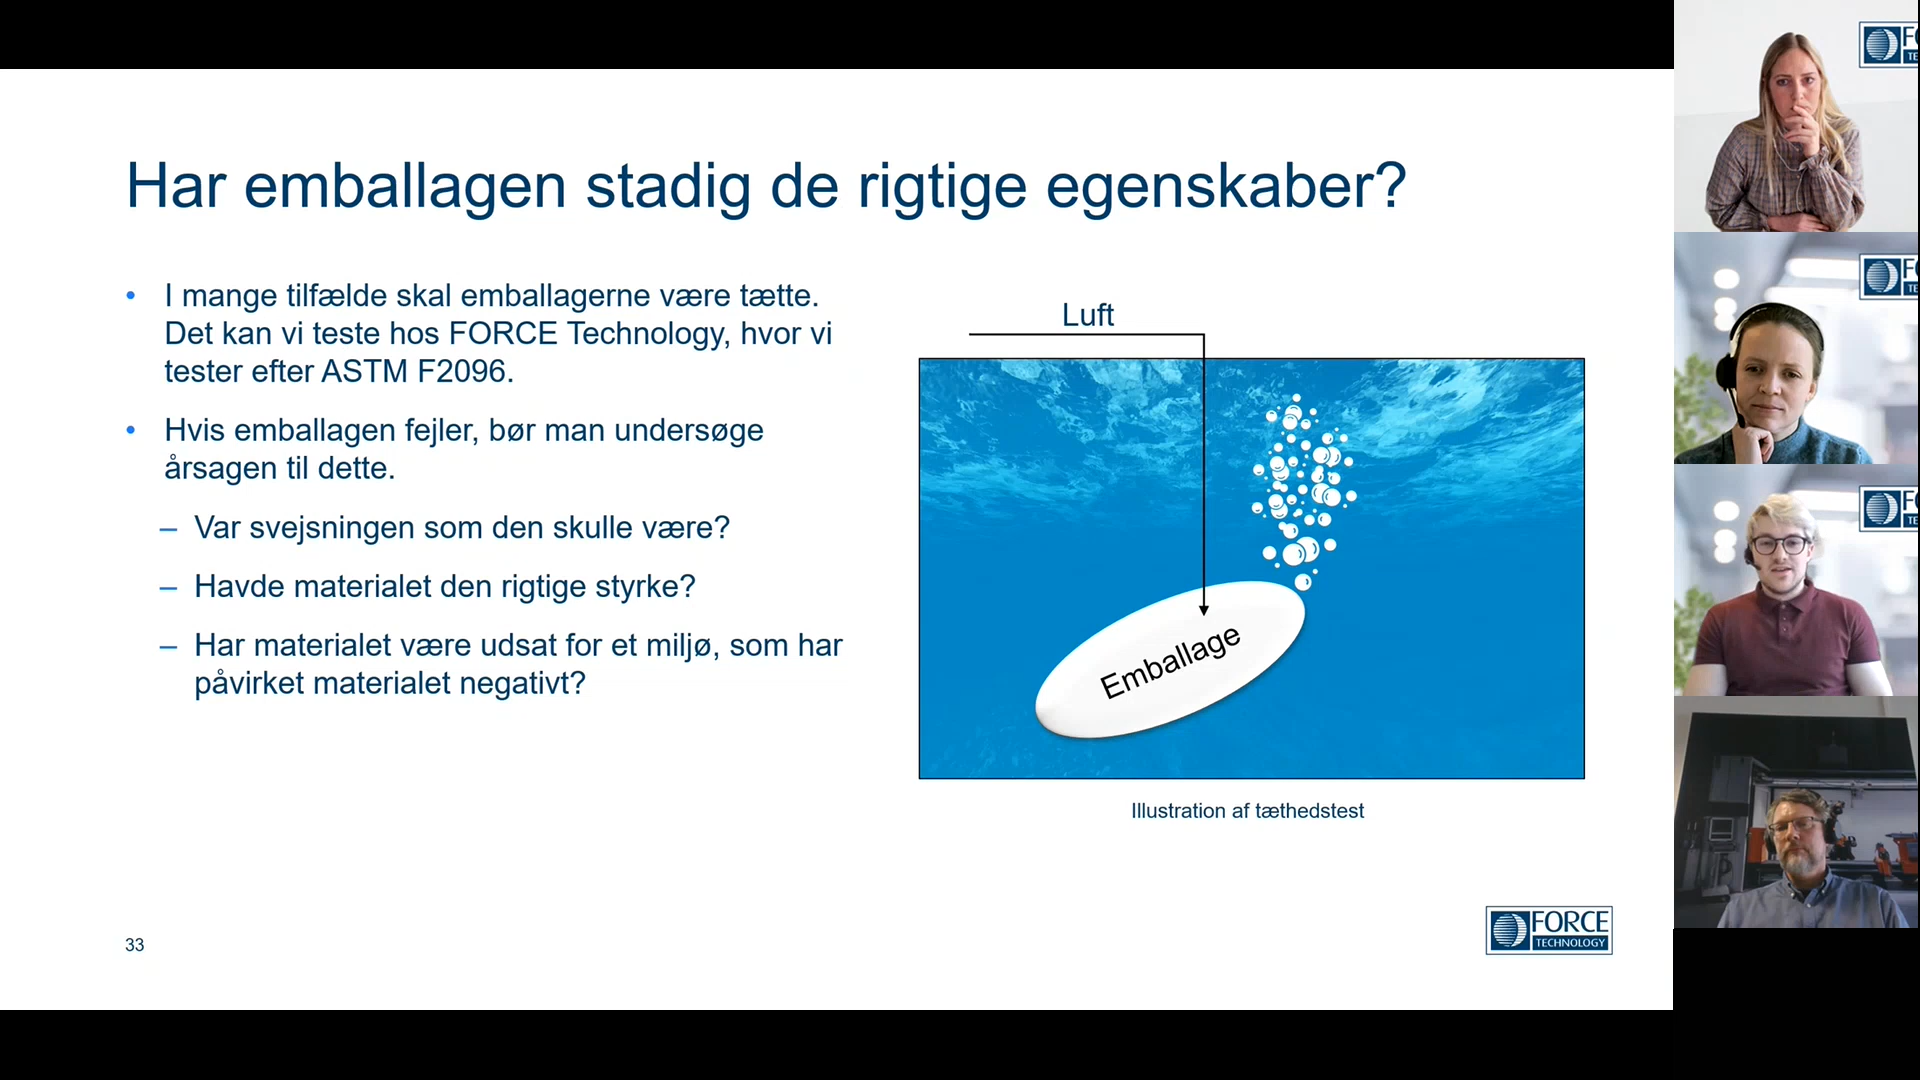 Har emballagen stadig de rigtige egenskaber?
• I mange tilfælde skal emballagerne være tætte.
Det kan vi teste hos FORCE Technology, hvor vi
tester efter ASTM F2096.
• Hvis emballagen fejler, bør man undersøge
årsagen til dette.
– Var svejsningen som den skulle være?
– Havde materialet den rigtige styrke?
– Har materialet være udsat for et miljø, som har
påvirket materialet negativt?
Luft
Emballage
Illustration af tæthedstest
33
FORCE
TECHNOLOGY